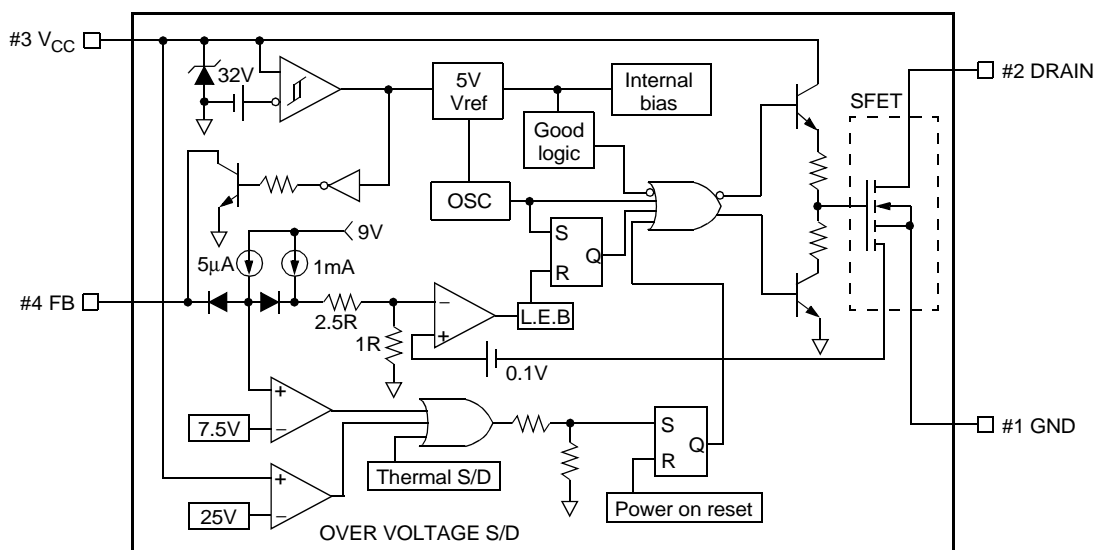 #3 VCC
#2 DRAIN
32V
5V
Vref
Internal
bias
SFET
Good
logic
OSC
S
Q
R
9V
5μA
1mA
#4 FB
2.5R
−
+
L.E.B
1R
0.1V
+
−
7.5V
S
Q
R
#1 GND
Thermal S/D
+
−
25V
Power on reset
OVER VOLTAGE S/D